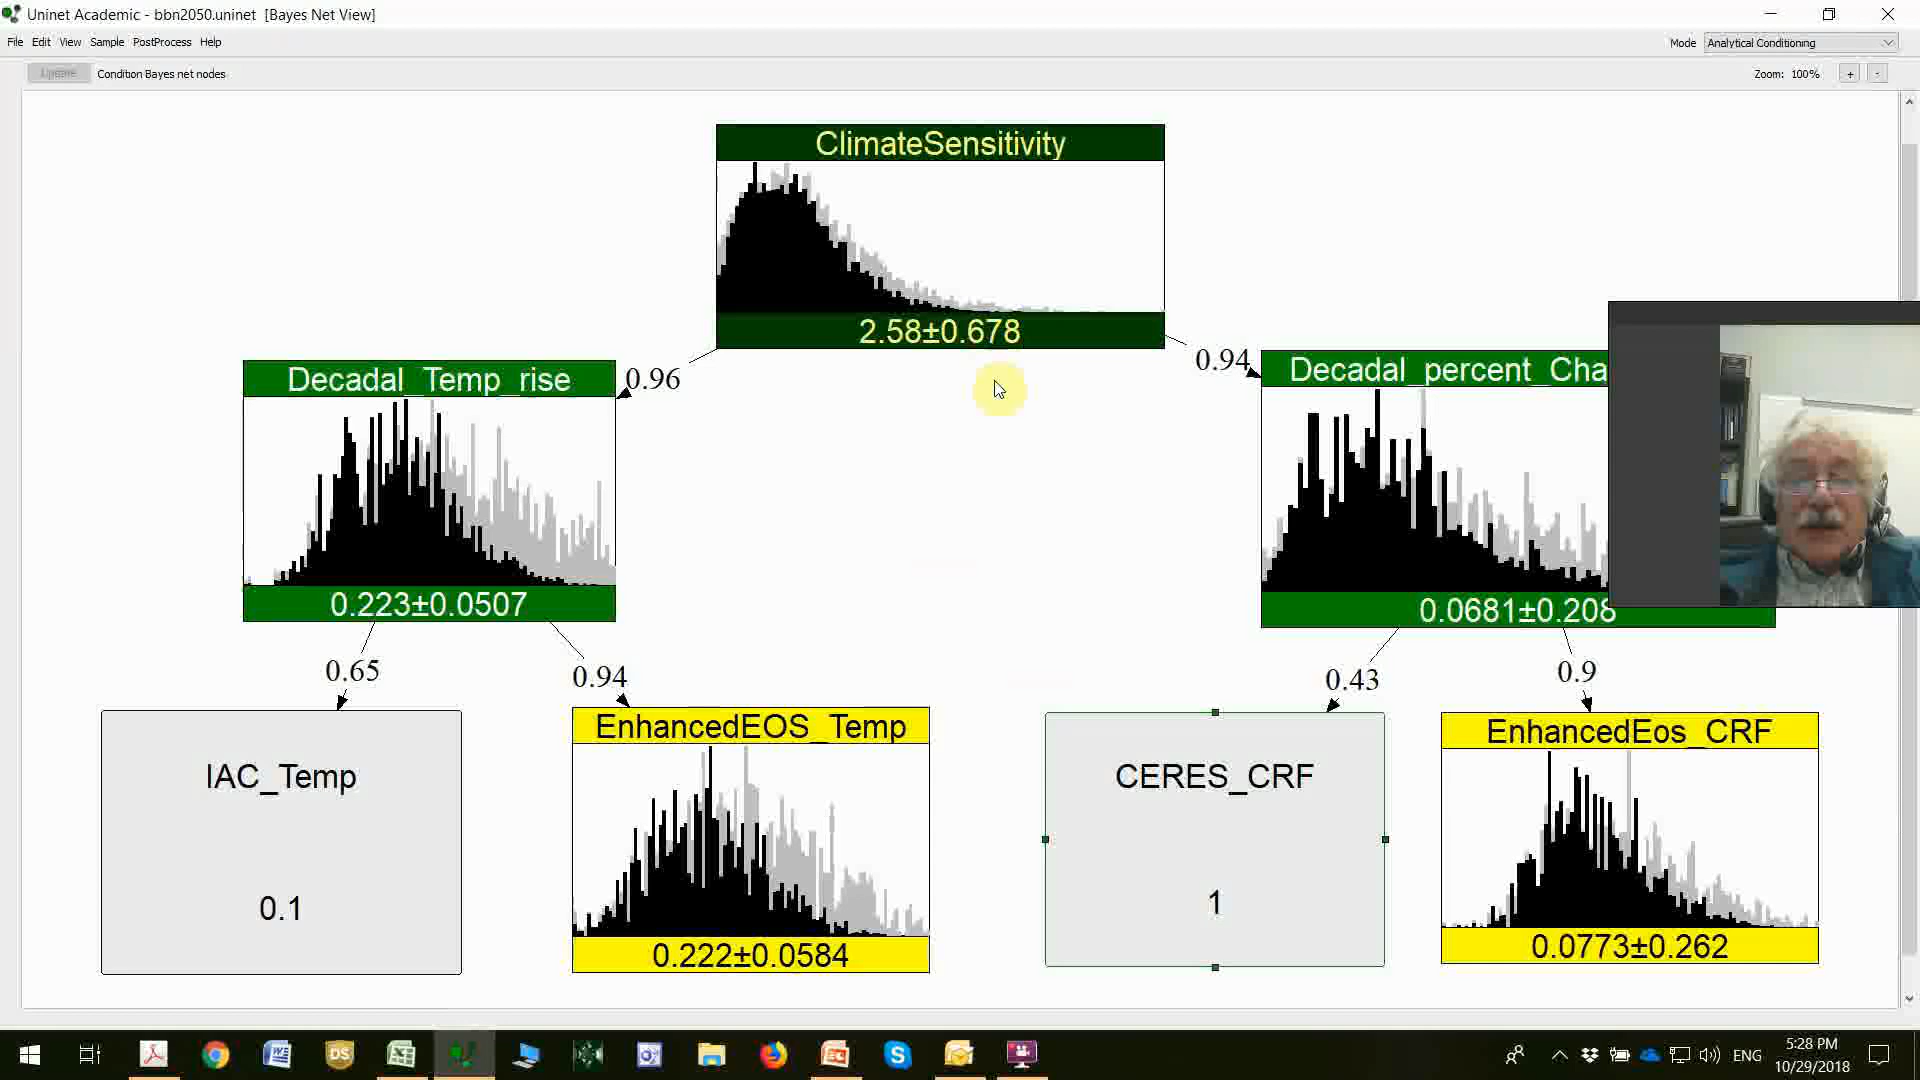 Uninet Academic - bbn2050.uninet [Bayes Net View]
File Edit View Sample PostProcess Help
Mode Analytical Conditioning
Update Condition Bayes net nodes
Zoom: 100% + -
ClimateSensitivity
2.58±0.678
0.96
0.94
Decadal_Temp_rise
0.223±0.0507
Decadal_percent_Cha
0.0681±0.208
0.65
0.94
0.43
0.9
IAC_Temp
0.1
EnhancedEOS_Temp
0.222±0.0584
CERES_CRF
1
EnhancedEos_CRF
0.0773±0.262
ENG
5:28 PM
10/29/2018